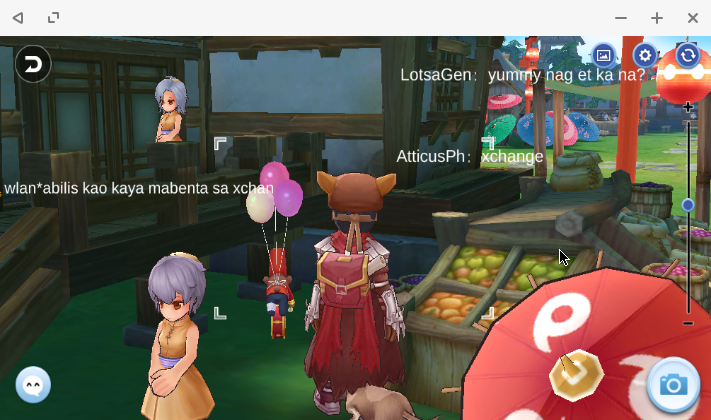 LotsaGen: yummy nag et ka na?
AtticusPh: xchange
wlan*abilis kao kaya mabenta sa xchan